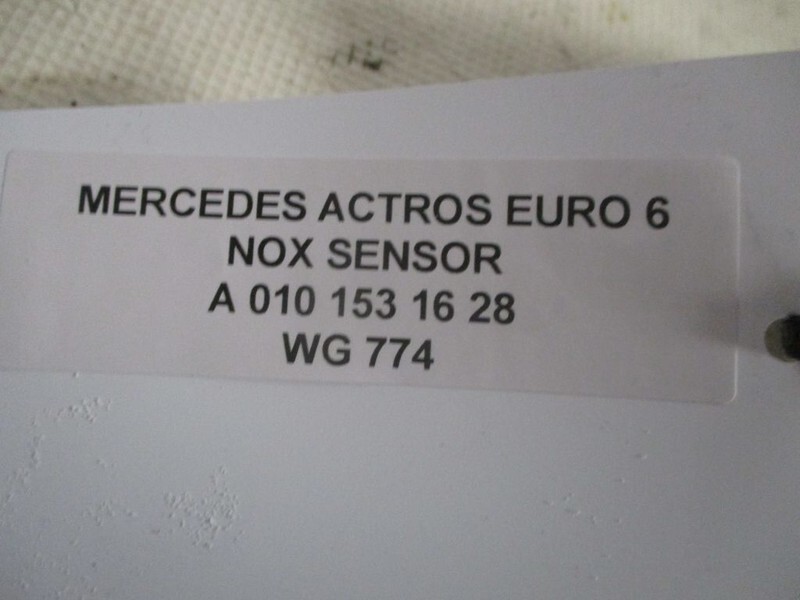 MERCEDES ACTROS EURO 6
NOX SENSOR
A 010 153 16 28
WG 774